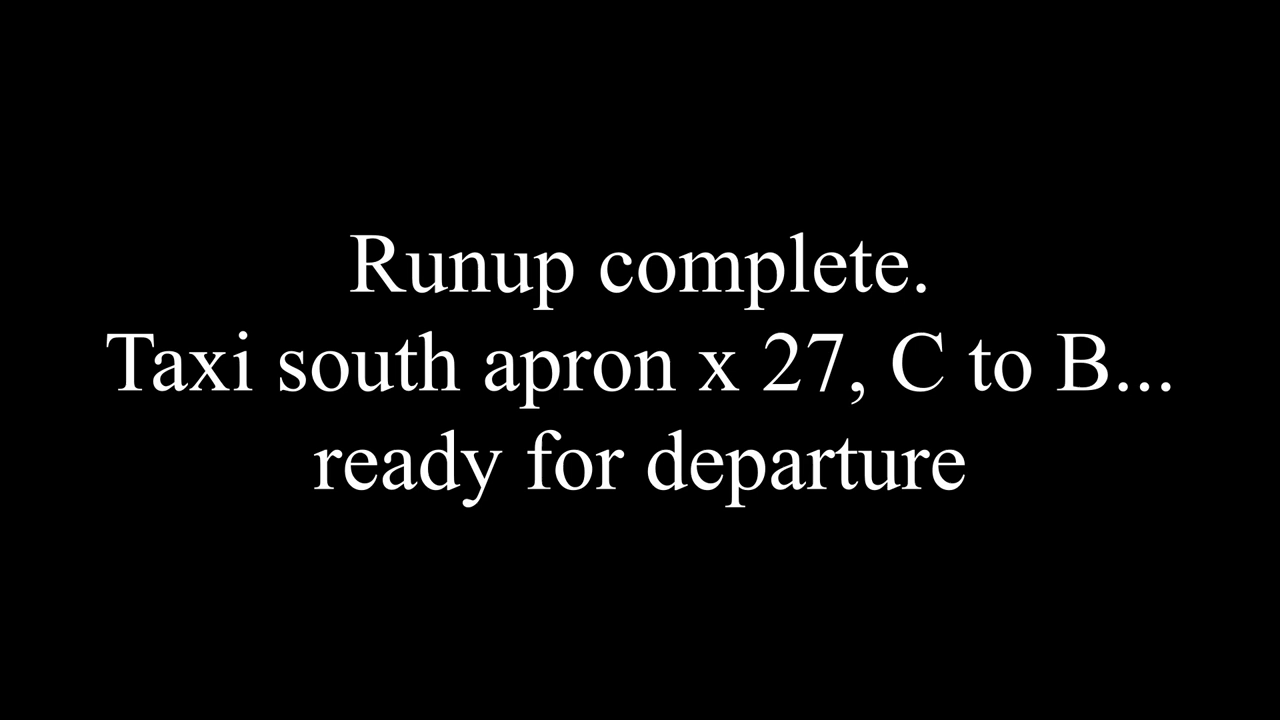 Runup complete.
Taxi south apron x 27, C to B...
ready for departure